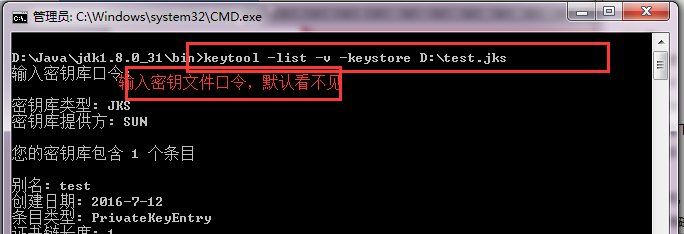 管理员: C:\Windows\system32\CMD.exe
D:\Java\jdk1.8.0_31\bin>keytool -list -v -keystore D:\test.jks
输入密钥库口令:
输入密钥文件口令，默认看不见
密钥库类型: JKS
密钥库提供方: SUN
您的密钥库包含 1 个条目
别名: test
创建日期: 2016-7-12
条目类型: PrivateKeyEntry
证书链长度: 1